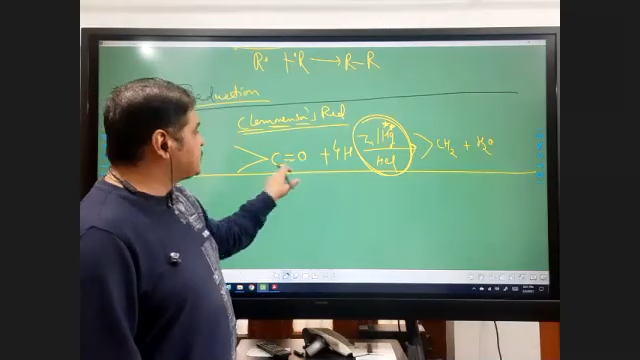 R• + •R ⟶ R–R
Reduction
Clemmensen's Red
>C=O + 4H Zn||Hg HCl >CH₂ + H₂O